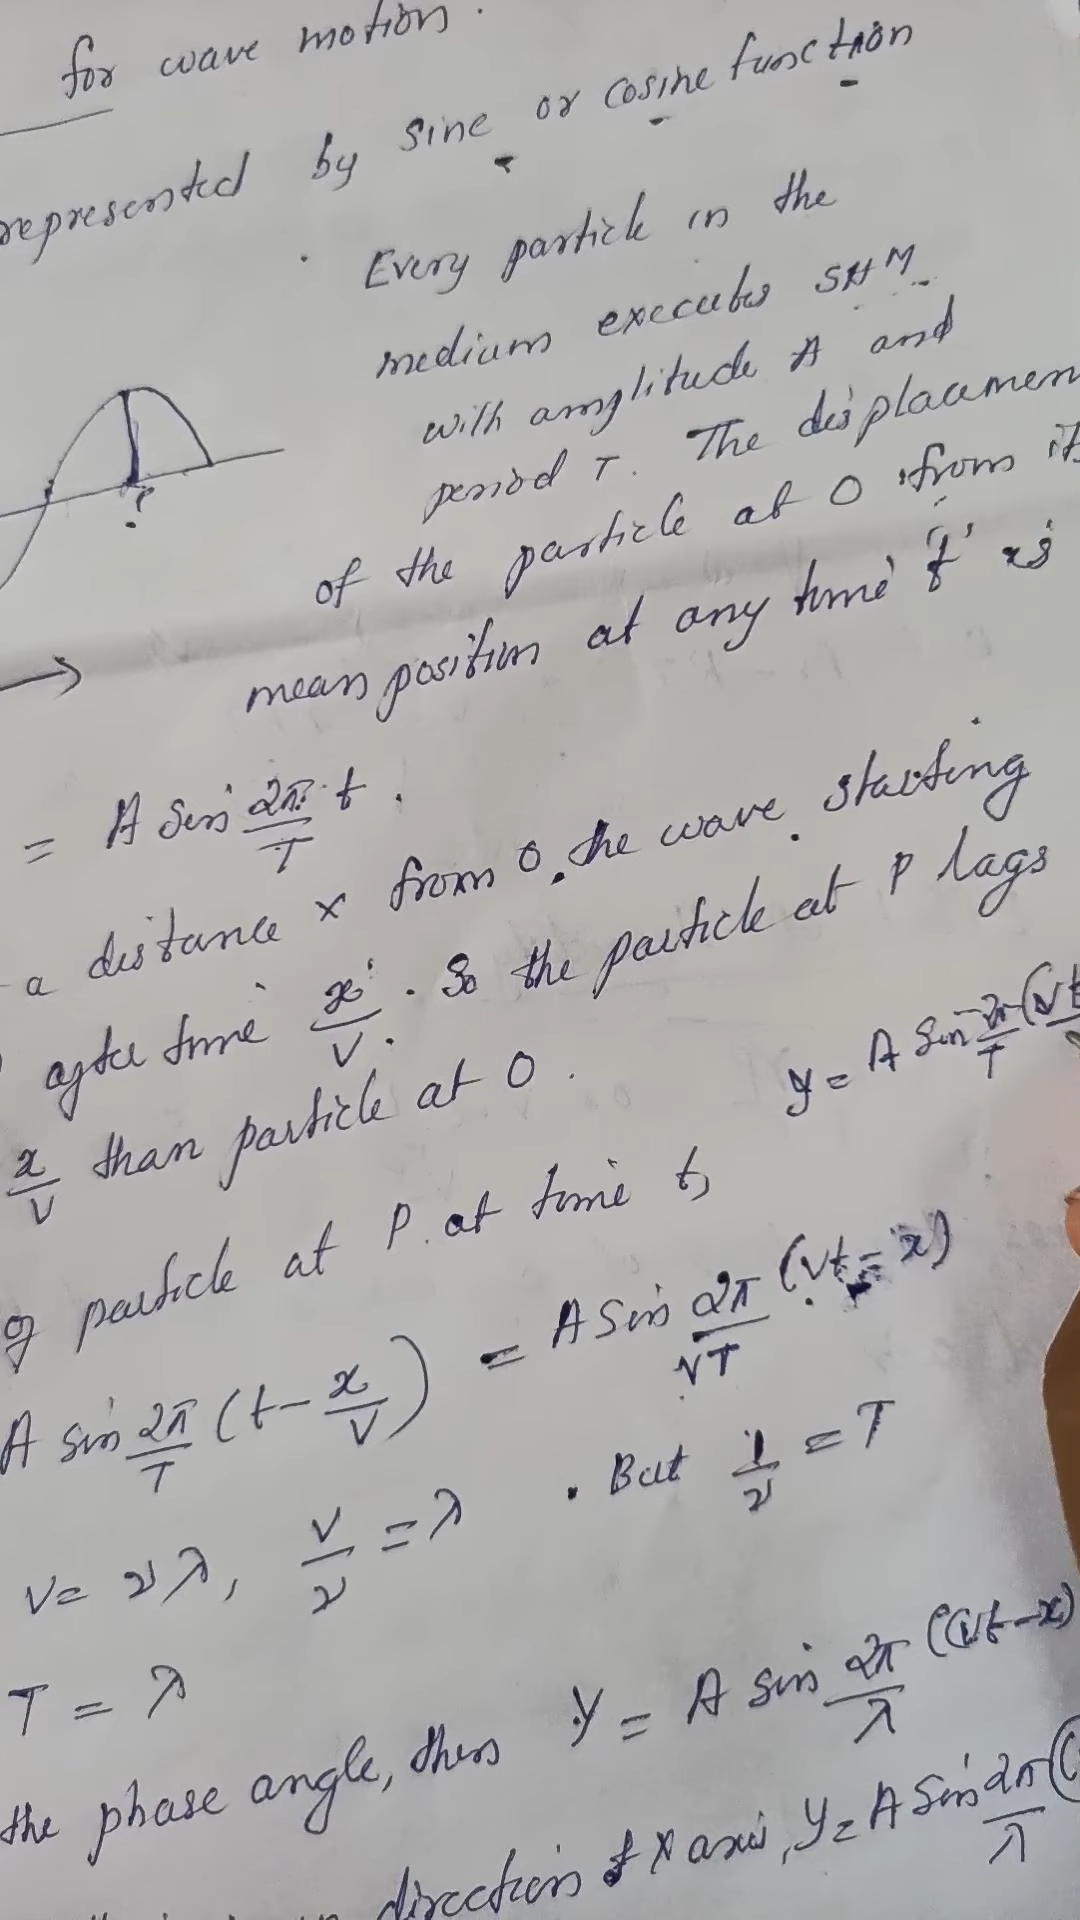 for wave motion.
represented by sine or cosine function
Every particle in the
medium executes SHM
with amplitude A and
period T. The displacemen
of the particle at O from its
mean position at any time 't' is
P
= A sin 2π/T t.
a distance x from O, the wave starting
after time x/V. So the particle at P lags
x/V than particle at O.
y = A sin 2π/T (Vt
of particle at P at time t,
A sin 2π/T (t - x/V) = A sin 2π/VT (Vt - x)
V = νλ, V/ν = λ. But 1/ν = T
T = λ
the phase angle, then y = A sin 2π/λ ((Vt - x)
direction of X axis, y = A sin 2π/λ (